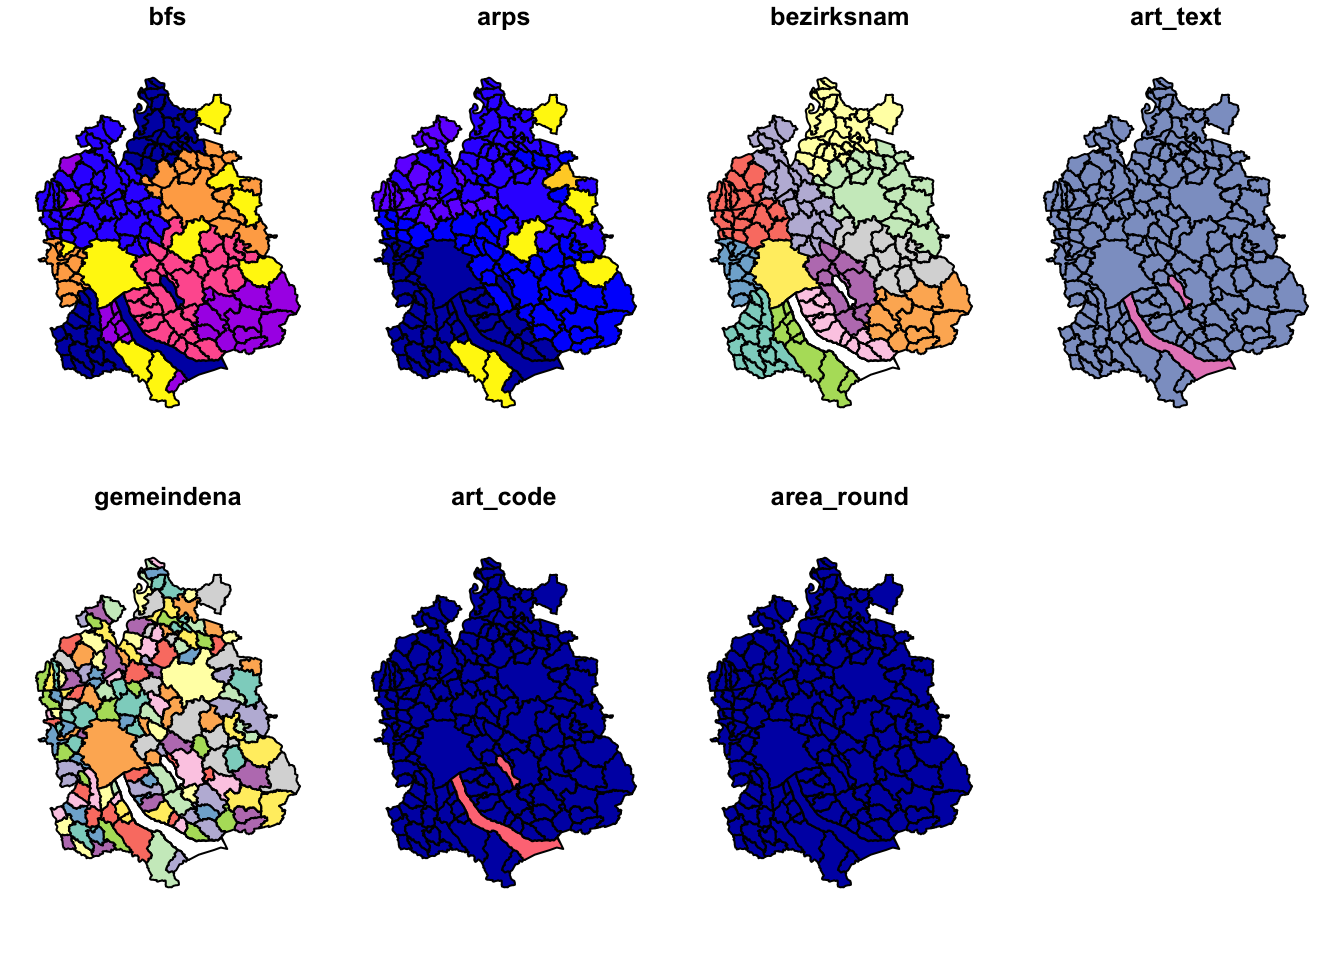 bfs
arps
bezirksnam
art_text
gemeindena
art_code
area_round